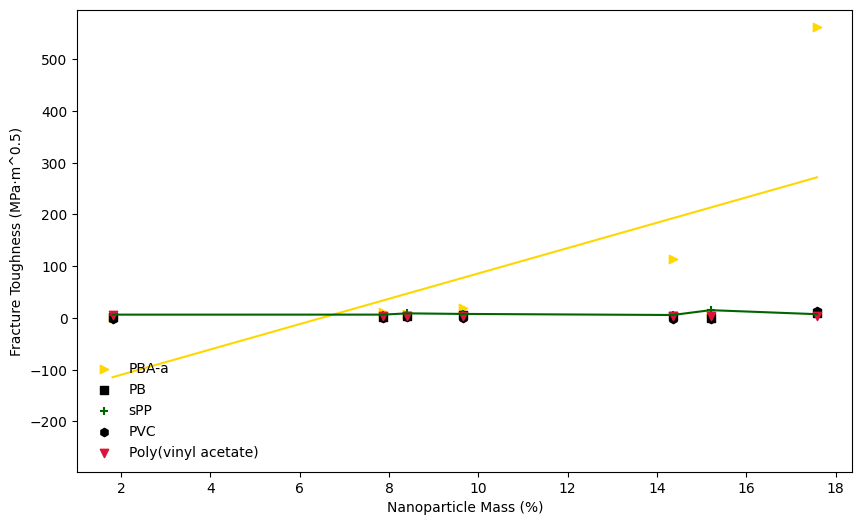 500
400
300
200
100
0
−100
−200
Fracture Toughness (MPa·m^0.5)
PBA-a
PB
sPP
PVC
Poly(vinyl acetate)
2 4 6 8 10 12 14 16 18
Nanoparticle Mass (%)